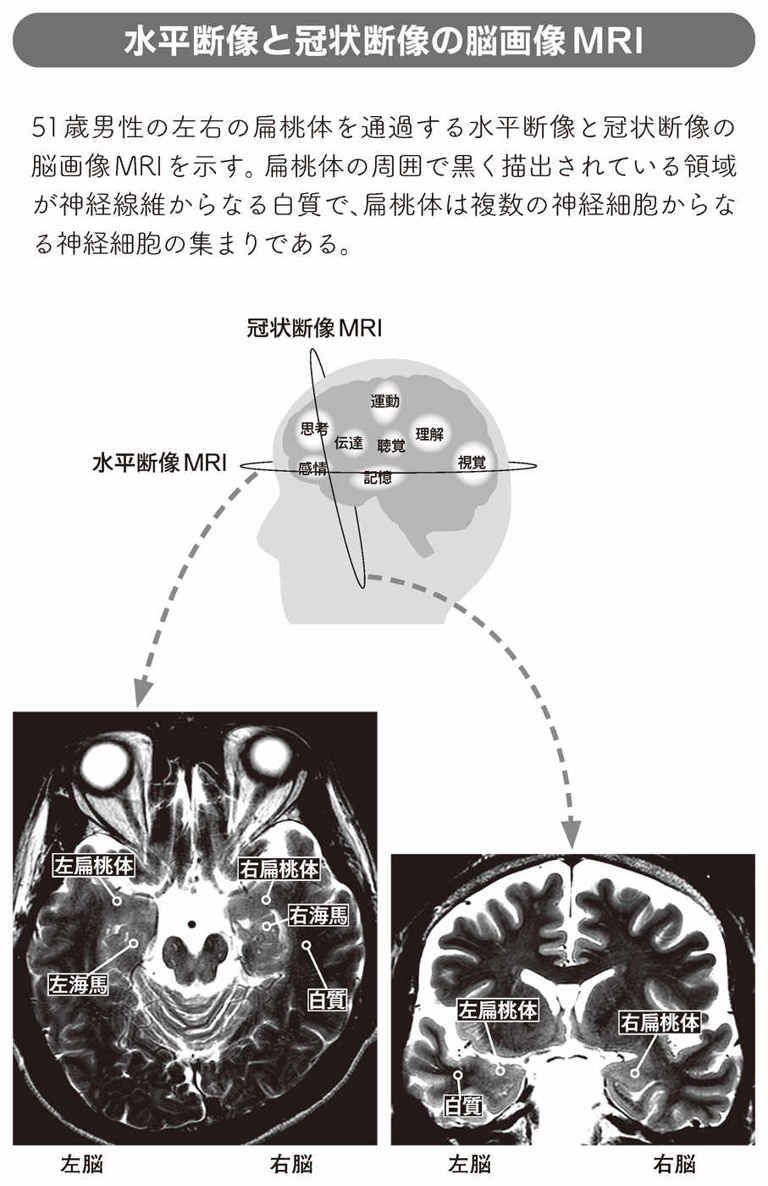 水平断像と冠状断像の脳画像MRI
51歳男性の左右の扁桃体を通過する水平断像と冠状断像の
脳画像MRIを示す。扁桃体の周囲で黒く描出されている領域
が神経線維からなる白質で、扁桃体は複数の神経細胞からな
る神経細胞の集まりである。
冠状断像MRI
運動
思考
伝達
聴覚
理解
水平断像MRI
感情
記憶
視覚
左扁桃体
右扁桃体
右海馬
左海馬
白質
左扁桃体
右扁桃体
白質
左脳
右脳
左脳
右脳